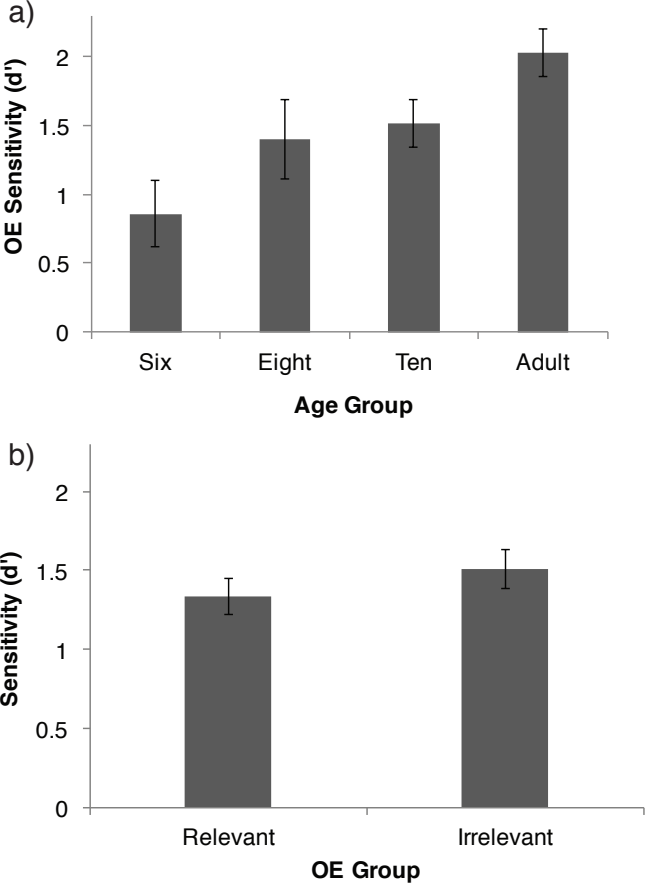 a)
OE Sensitivity (d')
2
1.5
1
0.5
0
Six Eight Ten Adult
Age Group
b)
Sensitivity (d')
2
1.5
1
0.5
0
Relevant Irrelevant
OE Group